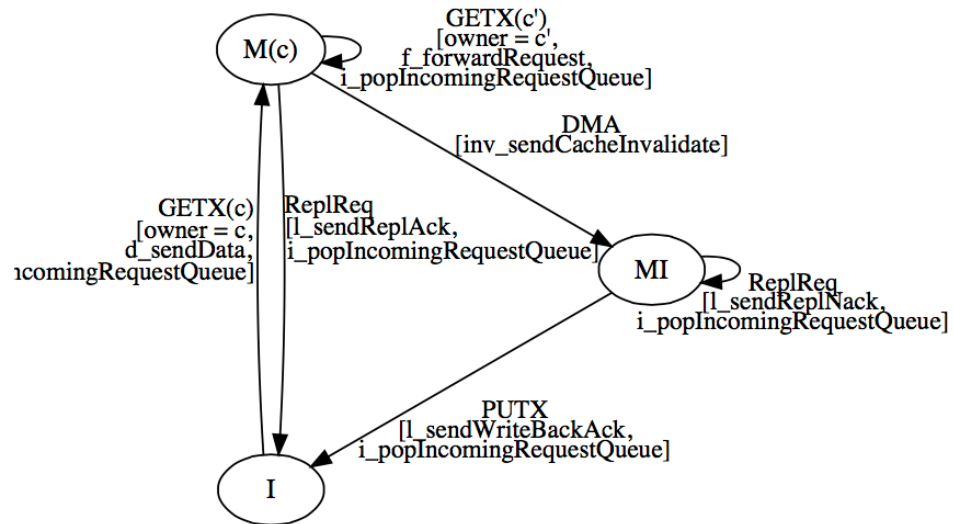 GETX(c')
[owner = c',
f_forwardRequest,
i_popIncomingRequestQueue]
M(c)
DMA
[inv_sendCacheInvalidate]
GETX(c)
[owner = c,
d_sendData,
ncomingRequestQueue]
ReplReq
[l_sendReplAck,
i_popIncomingRequestQueue]
MI
ReplReq
[l_sendReplNack,
i_popIncomingRequestQueue]
PUTX
[l_sendWriteBackAck,
i_popIncomingRequestQueue]
I